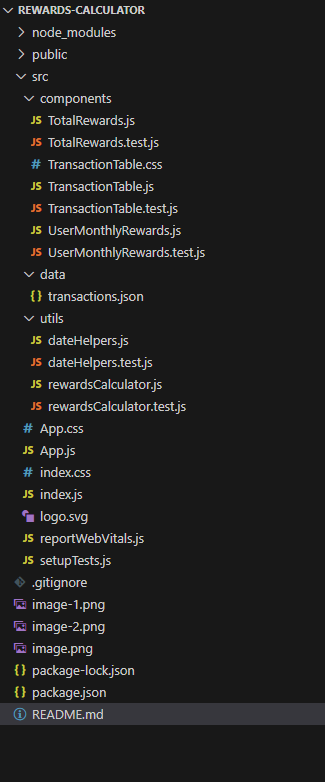 REWARDS-CALCULATOR
node_modules
public
src
components
JS TotalRewards.js
JS TotalRewards.test.js
# TransactionTable.css
JS TransactionTable.js
JS TransactionTable.test.js
JS UserMonthlyRewards.js
JS UserMonthlyRewards.test.js
data
{} transactions.json
utils
JS dateHelpers.js
JS dateHelpers.test.js
JS rewardsCalculator.js
JS rewardsCalculator.test.js
# App.css
JS App.js
# index.css
JS index.js
logo.svg
JS reportWebVitals.js
JS setupTests.js
.gitignore
image-1.png
image-2.png
image.png
{} package-lock.json
{} package.json
README.md